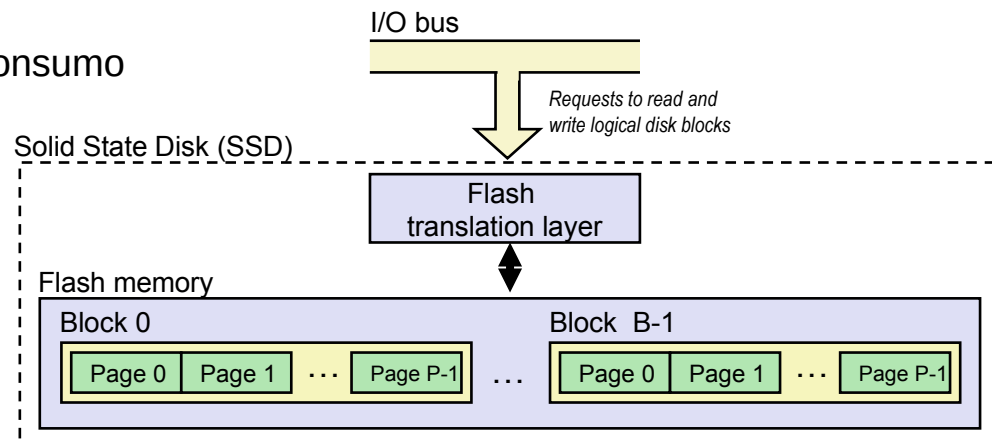 I/O bus
onsumo
Requests to read and
write logical disk blocks
Solid State Disk (SSD)
Flash
translation layer
Flash memory
Block 0
Block B-1
Page 0 Page 1 ... Page P-1 ... Page 0 Page 1 ... Page P-1